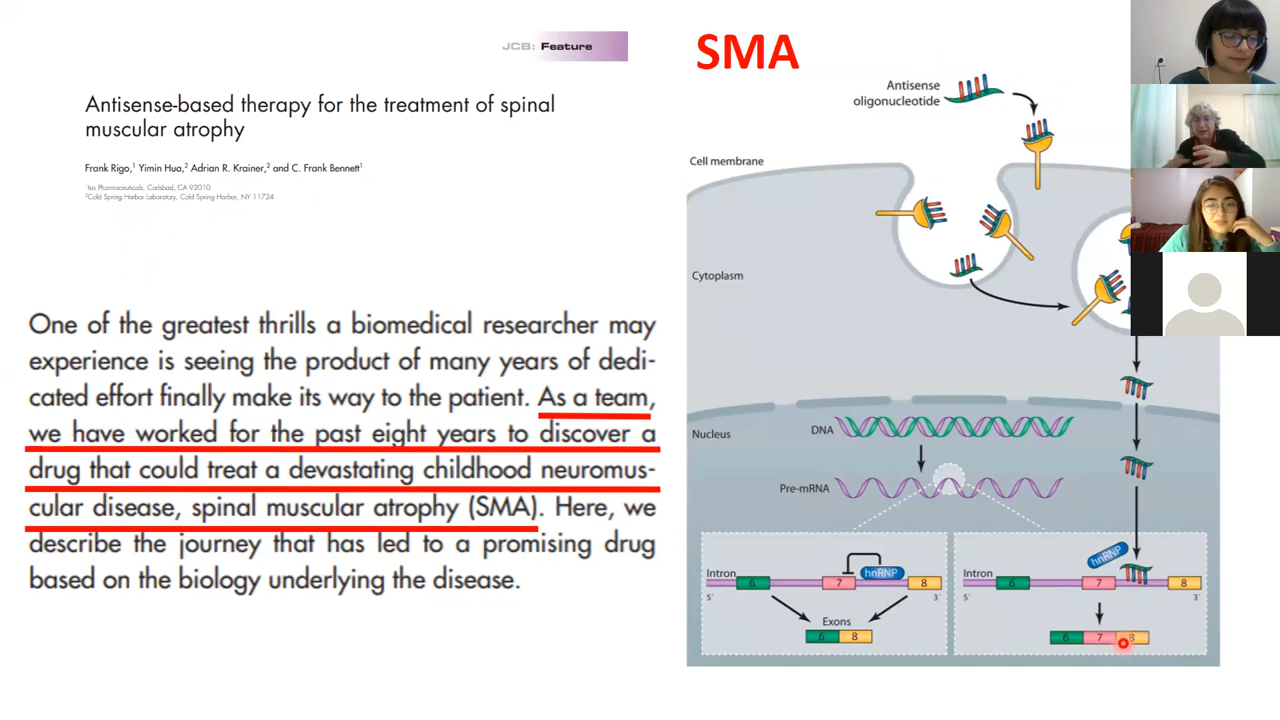 JCB: Feature
Antisense-based therapy for the treatment of spinal
muscular atrophy
Frank Rigo,1 Yimin Hua,2 Adrian R. Krainer,2 and C. Frank Bennett1
1Isis Pharmaceuticals, Carlsbad, CA 92010
2Cold Spring Harbor Laboratory, Cold Spring Harbor, NY 11724
One of the greatest thrills a biomedical researcher may
experience is seeing the product of many years of dedi-
cated effort finally make its way to the patient. As a team,
we have worked for the past eight years to discover a
drug that could treat a devastating childhood neuromus-
cular disease, spinal muscular atrophy (SMA). Here, we
describe the journey that has led to a promising drug
based on the biology underlying the disease.
SMA
Antisense
oligonucleotide
Cell membrane
Cytoplasm
Nucleus
DNA
Pre-mRNA
Intron
6
7
hnRNP
8
5′
3′
Exons
6
8
Intron
6
hnRNP
7
8
5′
3′
6
7
8